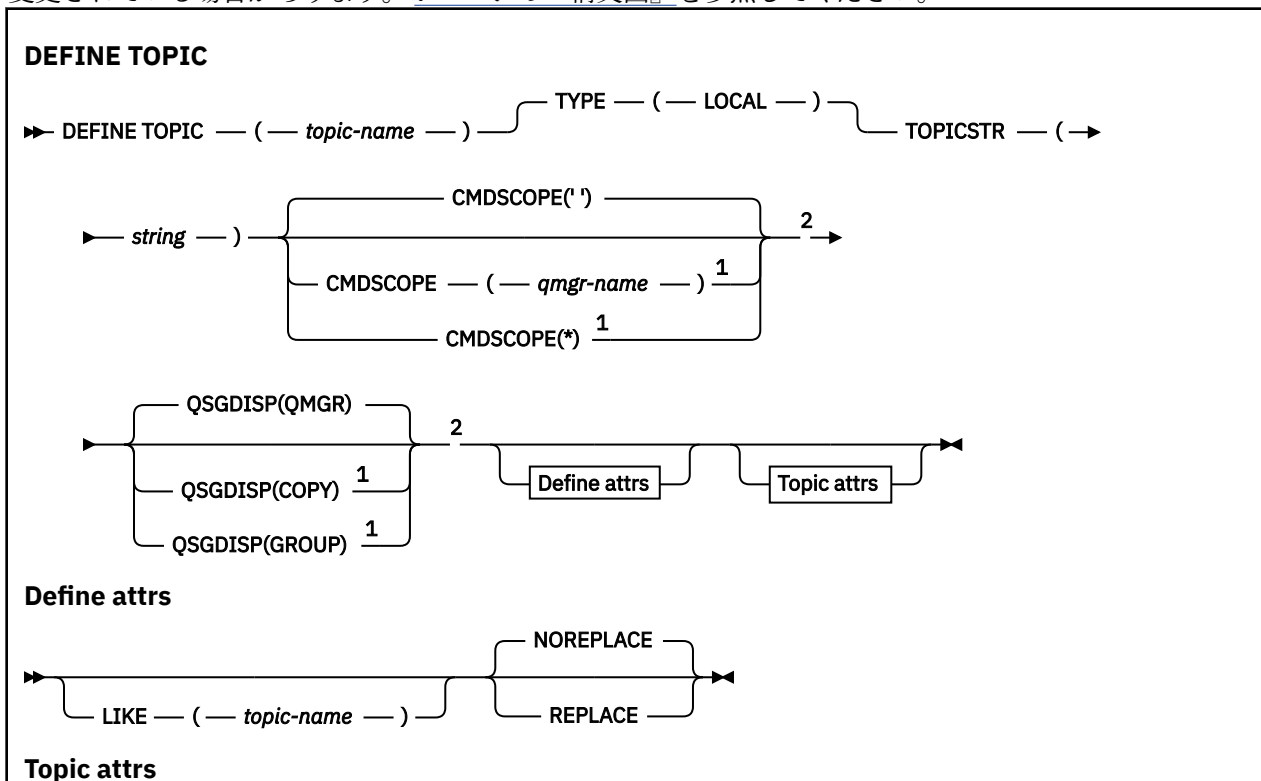 DEFINE TOPIC
TYPE ( LOCAL )
DEFINE TOPIC ( topic-name ) TOPICSTR (
CMDSCOPE(' ')
string ) 2
CMDSCOPE ( qmgr-name ) 1
CMDSCOPE(*) 1
QSGDISP(QMGR)
2
QSGDISP(COPY) 1 Define attrs Topic attrs
QSGDISP(GROUP) 1
Define attrs
NOREPLACE
LIKE ( topic-name ) REPLACE
Topic attrs